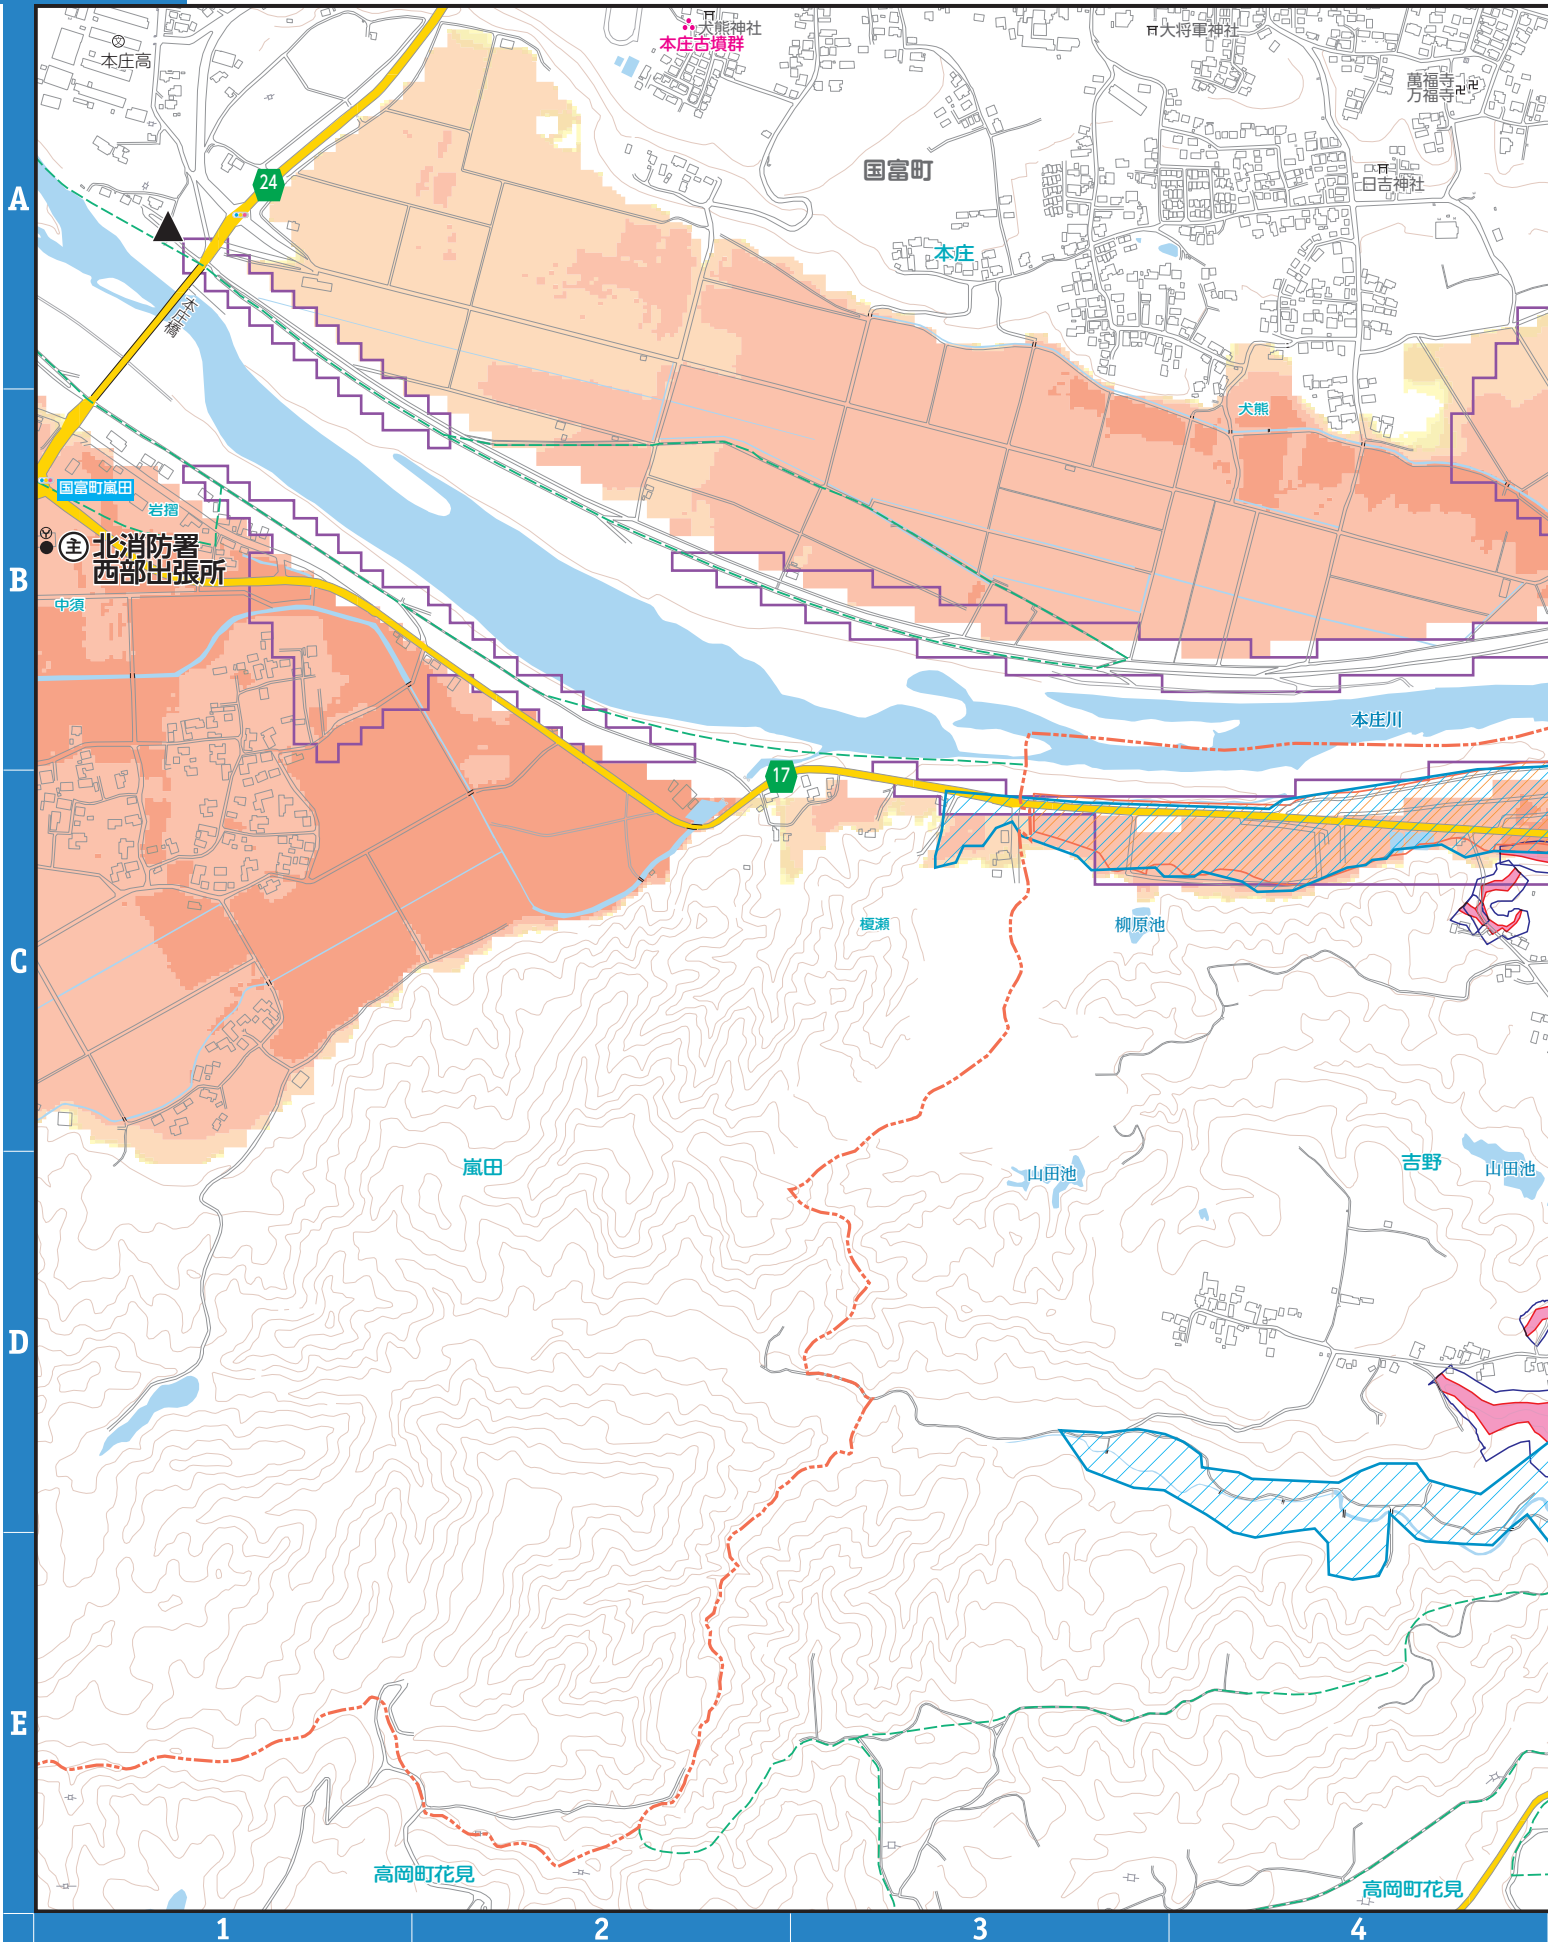 犬熊神社
本庄古墳群
大将軍神社
本庄高
萬福寺
万福寺
国富町
24
日吉神社
A
本庄
本庄橋
犬熊
国富町嵐田
岩摺
主
北消防署
西部出張所
B
中須
本庄川
17
榎瀬
柳原池
C
嵐田
山田池
吉野
山田池
D
E
高岡町花見
高岡町花見
1
2
3
4